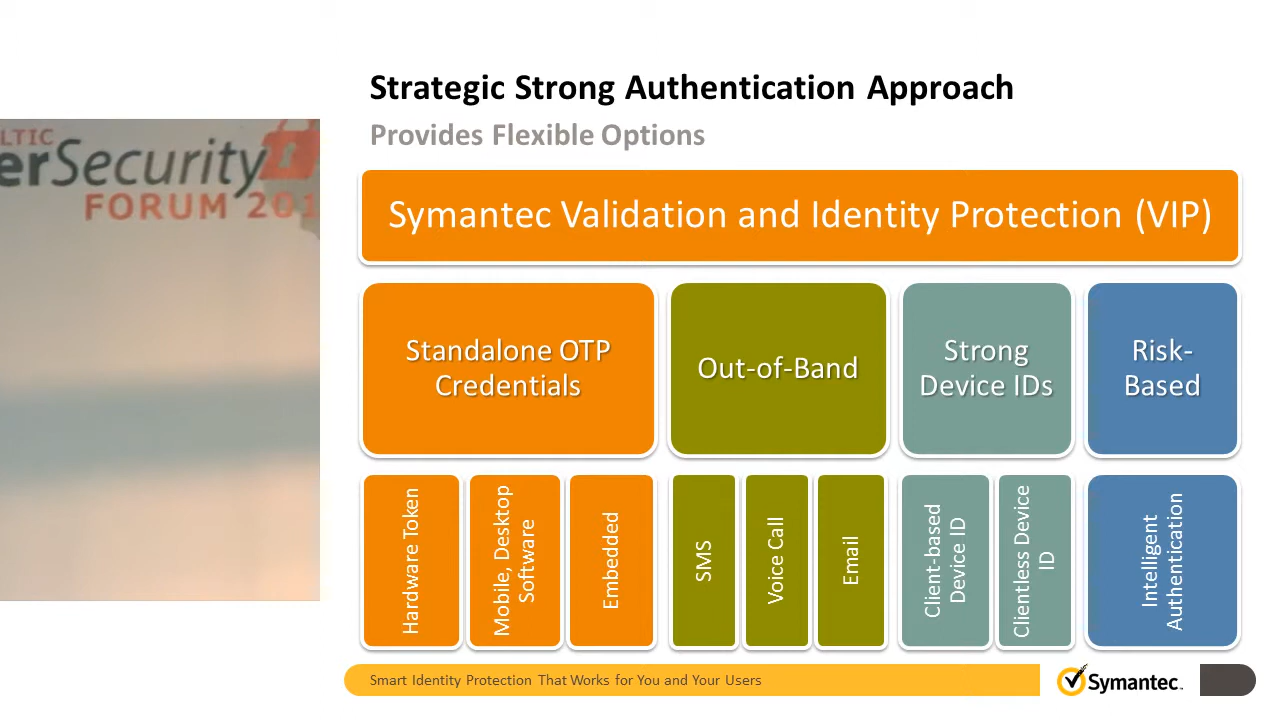 Strategic Strong Authentication Approach
Provides Flexible Options
LTIC
erSecurity
FORUM 201
Symantec Validation and Identity Protection (VIP)
Standalone OTP
Credentials
Out-of-Band
Strong
Device IDs
Risk-
Based
Hardware Token
Mobile, Desktop
Software
Embedded
SMS
Voice Call
Email
Client-based
Device ID
Clientless Device
ID
Intelligent
Authentication
Smart Identity Protection That Works for You and Your Users
Symantec.